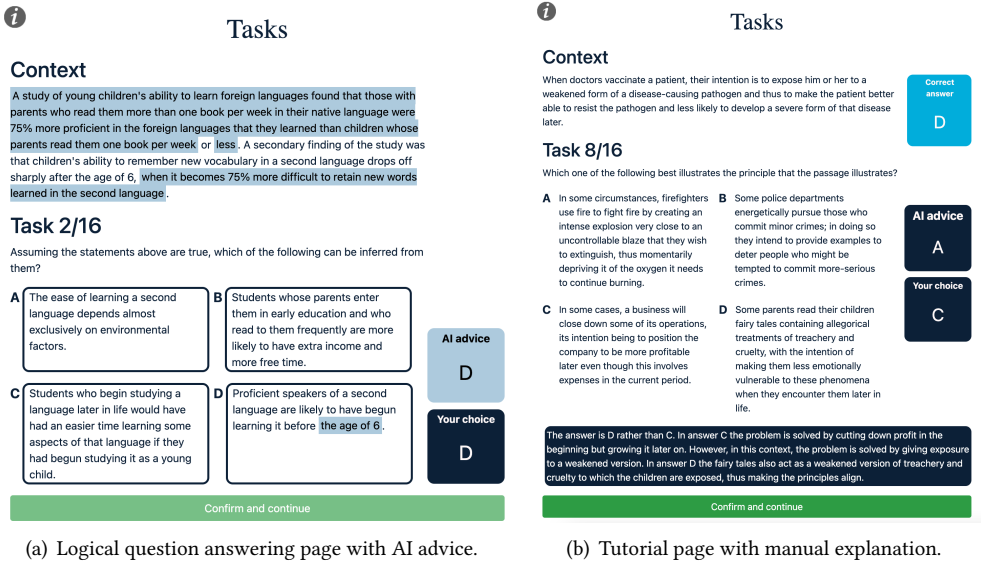 i
Tasks
Context
A study of young children's ability to learn foreign languages found that those with
parents who read them more than one book per week in their native language were
75% more proficient in the foreign languages that they learned than children whose
parents read them one book per week or less. A secondary finding of the study was
that children's ability to remember new vocabulary in a second language drops off
sharply after the age of 6, when it becomes 75% more difficult to retain new words
learned in the second language.
Task 2/16
Assuming the statements above are true, which of the following can be inferred from
them?
A
The ease of learning a second
language depends almost
exclusively on environmental
factors.
B
Students whose parents enter
them in early education and who
read to them frequently are more
likely to have extra income and
more free time.
C
Students who begin studying a
language later in life would have
had an easier time learning some
aspects of that language if they
had begun studying it as a young
child.
D
Proficient speakers of a second
language are likely to have begun
learning it before the age of 6.
AI advice
D
Your choice
D
Confirm and continue
(a) Logical question answering page with AI advice.
i
Tasks
Context
When doctors vaccinate a patient, their intention is to expose him or her to a
weakened form of a disease-causing pathogen and thus to make the patient better
able to resist the pathogen and less likely to develop a severe form of that disease
later.
Correct
answer
D
Task 8/16
Which one of the following best illustrates the principle that the passage illustrates?
A
In some circumstances, firefighters
use fire to fight fire by creating an
intense explosion very close to an
uncontrollable blaze that they wish
to extinguish, thus momentarily
depriving it of the oxygen it needs
to continue burning.
B
Some police departments
energetically pursue those who
commit minor crimes; in doing so
they intend to provide examples to
deter people who might be
tempted to commit more-serious
crimes.
C
In some cases, a business will
close down some of its operations,
its intention being to position the
company to be more profitable
later even though this involves
expenses in the current period.
D
Some parents read their children
fairy tales containing allegorical
treatments of treachery and
cruelty, with the intention of
making them less emotionally
vulnerable to these phenomena
when they encounter them later in
life.
AI advice
A
Your choice
C
The answer is D rather than C. In answer C the problem is solved by cutting down profit in the
beginning but growing it later on. However, in this context, the problem is solved by giving exposure
to a weakened version. In answer D the fairy tales also act as a weakened version of treachery and
cruelty to which the children are exposed, thus making the principles align.
Confirm and continue
(b) Tutorial page with manual explanation.